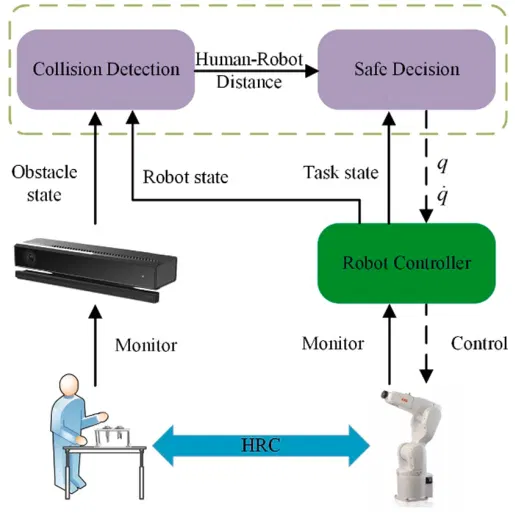 Collision Detection
Human-Robot
Distance
Safe Decision
Obstacle
state
Robot state
Task state
q
q̇
Robot Controller
Monitor
Monitor
Control
HRC